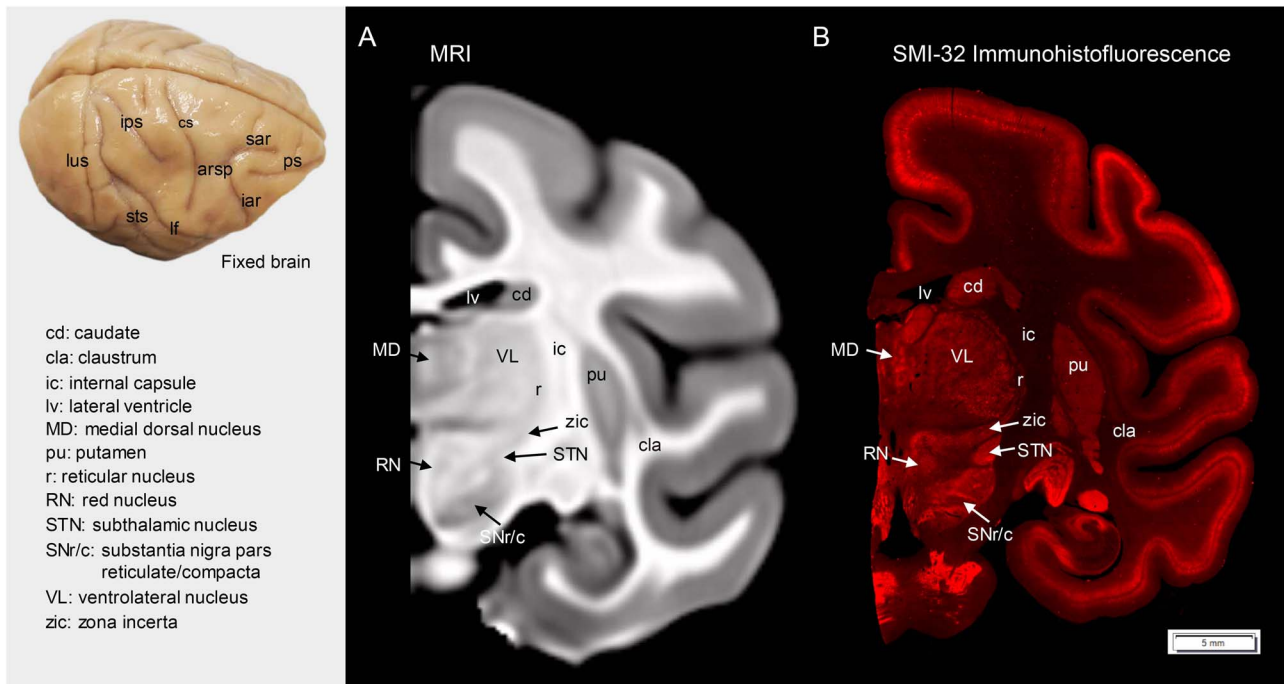 ips
cs
sar
lus
arsp
ps
iar
sts
lf
Fixed brain
cd: caudate
cla: claustrum
ic: internal capsule
lv: lateral ventricle
MD: medial dorsal nucleus
pu: putamen
r: reticular nucleus
RN: red nucleus
STN: subthalamic nucleus
SNr/c: substantia nigra pars
reticulate/compacta
VL: ventrolateral nucleus
zic: zona incerta
A
MRI
lv
cd
MD
VL
ic
pu
r
zic
cla
RN
STN
SNr/c
B
SMI-32 Immunohistofluorescence
lv
cd
ic
MD
VL
pu
r
zic
cla
RN
STN
SNr/c
5 mm